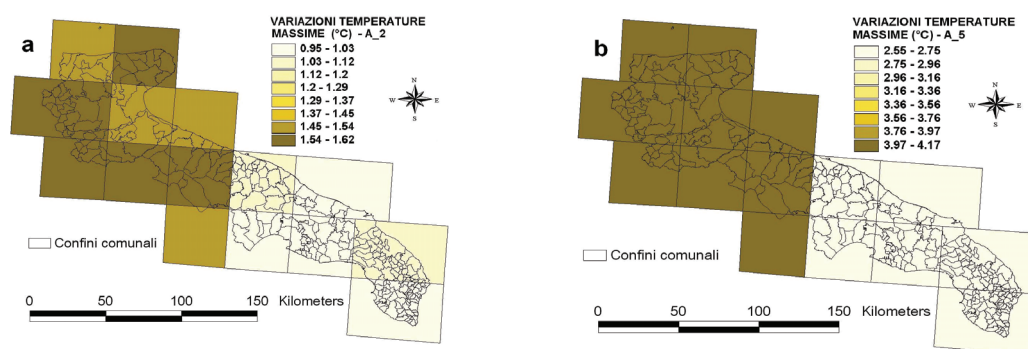 a
VARIAZIONI TEMPERATURE
MASSIME (°C) - A_2
0.95 - 1.03
1.03 - 1.12
1.12 - 1.2
1.2 - 1.29
1.29 - 1.37
1.37 - 1.45
1.45 - 1.54
1.54 - 1.62
N
W
E
S
Confini comunali
0 50 100 150 Kilometers
b
VARIAZIONI TEMPERATURE
MASSIME (°C) - A_5
2.55 - 2.75
2.75 - 2.96
2.96 - 3.16
3.16 - 3.36
3.36 - 3.56
3.56 - 3.76
3.76 - 3.97
3.97 - 4.17
N
W
E
S
Confini comunali
0 50 100 150 Kilometers